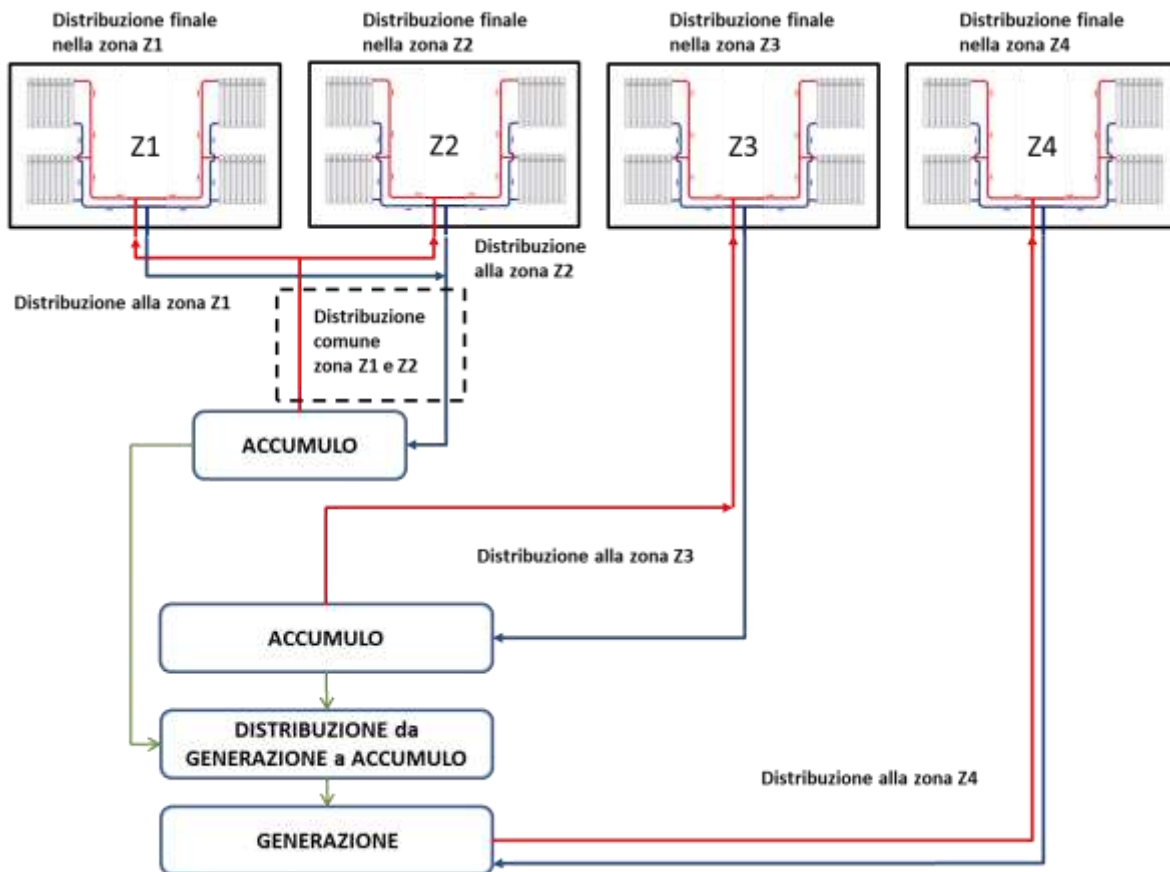 Distribuzione finale
nella zona Z1
Distribuzione finale
nella zona Z2
Distribuzione finale
nella zona Z3
Distribuzione finale
nella zona Z4
Z1
Z2
Z3
Z4
Distribuzione
alla zona Z2
Distribuzione alla zona Z1
Distribuzione
comune
zona Z1 e Z2
ACCUMULO
Distribuzione alla zona Z3
ACCUMULO
DISTRIBUZIONE da
GENERAZIONE a ACCUMULO
Distribuzione alla zona Z4
GENERAZIONE